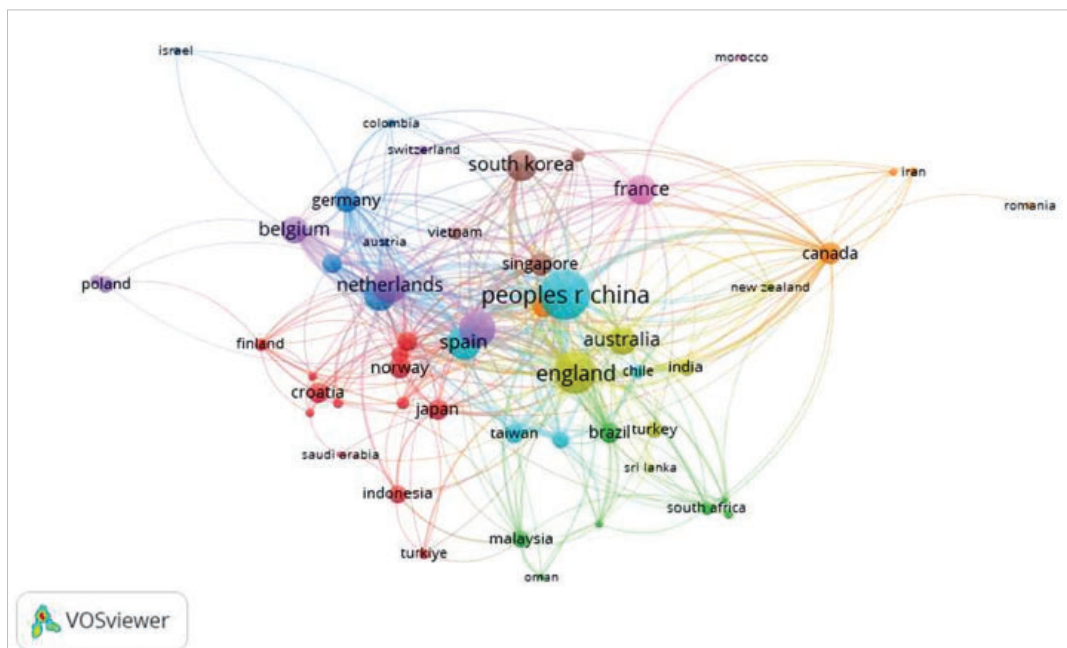 israel
morocco
colombia
switzerland
south korea
france
iran
germany
romania
belgium
vietnam
austria
canada
singapore
poland
netherlands
new zealand
peoples r china
finland
spain
australia
norway
england
chile
india
croatia
japan
taiwan
brazil
turkey
saudi arabia
sri lanka
indonesia
south africa
malaysia
turkiye
oman
VOSviewer